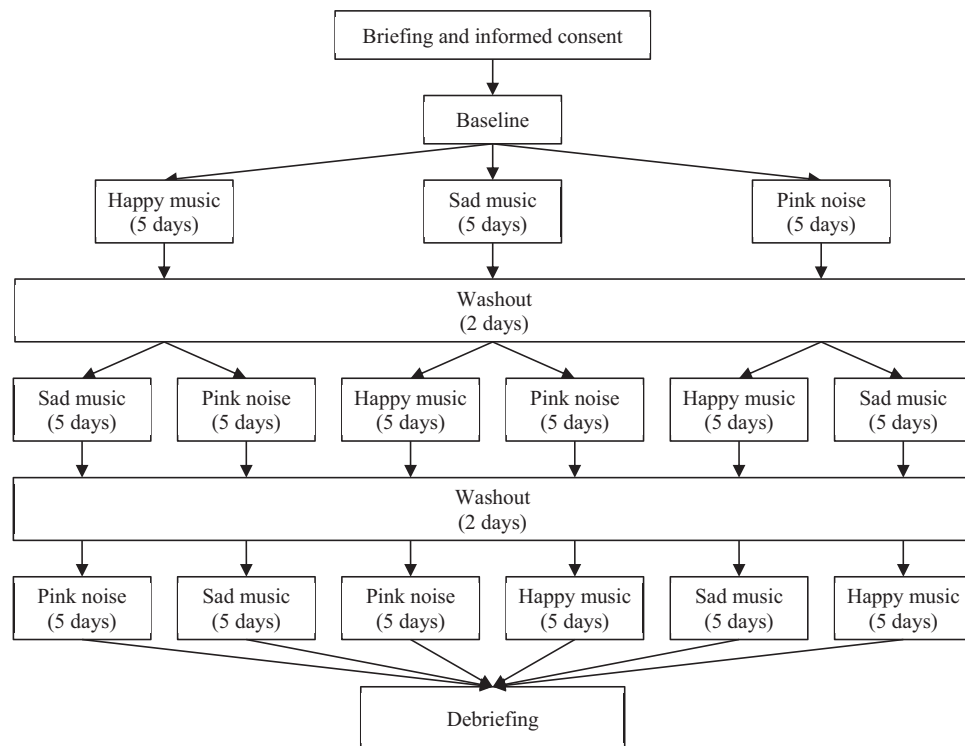 Briefing and informed consent
Baseline
Happy music
(5 days)
Sad music
(5 days)
Pink noise
(5 days)
Washout
(2 days)
Sad music
(5 days)
Pink noise
(5 days)
Happy music
(5 days)
Pink noise
(5 days)
Happy music
(5 days)
Sad music
(5 days)
Washout
(2 days)
Pink noise
(5 days)
Sad music
(5 days)
Pink noise
(5 days)
Happy music
(5 days)
Sad music
(5 days)
Happy music
(5 days)
Debriefing